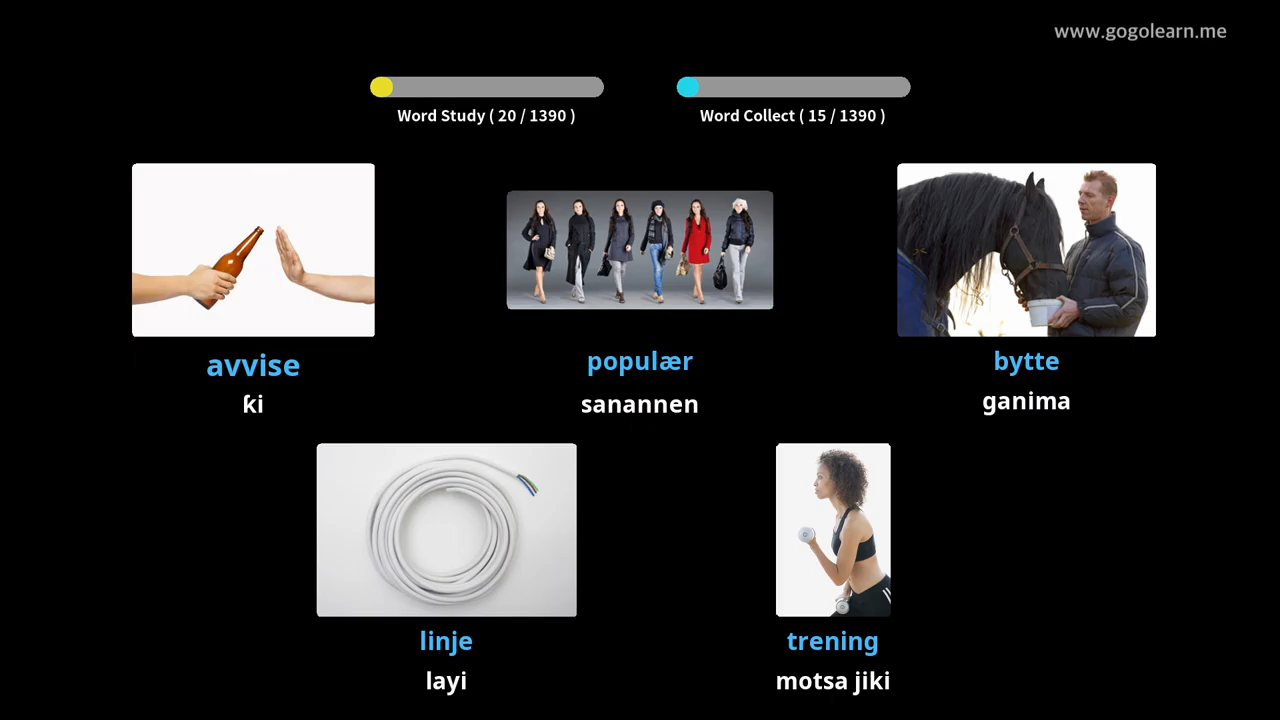 www.gogolearn.me
Word Study ( 20 / 1390 )
Word Collect ( 15 / 1390 )
avvise
ƙi
populær
sanannen
bytte
ganima
linje
layi
trening
motsa jiki